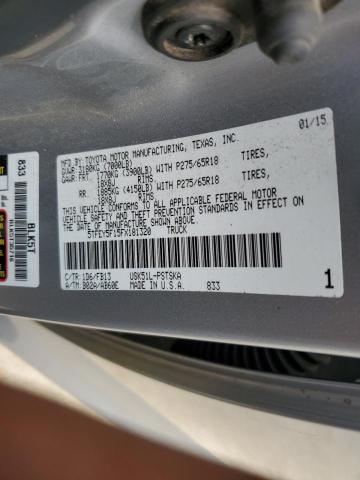 MFD. BY: TOYOTA MOTOR MANUFACTURING, TEXAS, INC. 01/15
GVWR: 3180KG (7000LB)
GAWR: FRT. 1770KG (3900LB) WITH P275/65R18 TIRES,
18X8J RIMS
RR. 1885KG (4150LB) WITH P275/65R18 TIRES,
18X8J RIMS
THIS VEHICLE CONFORMS TO ALL APPLICABLE FEDERAL MOTOR
VEHICLE SAFETY AND THEFT PREVENTION STANDARDS IN
EFFECT ON THE DATE OF MANUFACTURE SHOWN ABOVE.
5TFEV5F15FX181320 TRUCK
C/TR: 1D6/FB13 USK51L-PSTSKA
A/TM: B02A/AB60E MADE IN U.S.A. 833
1
833
BLK5T